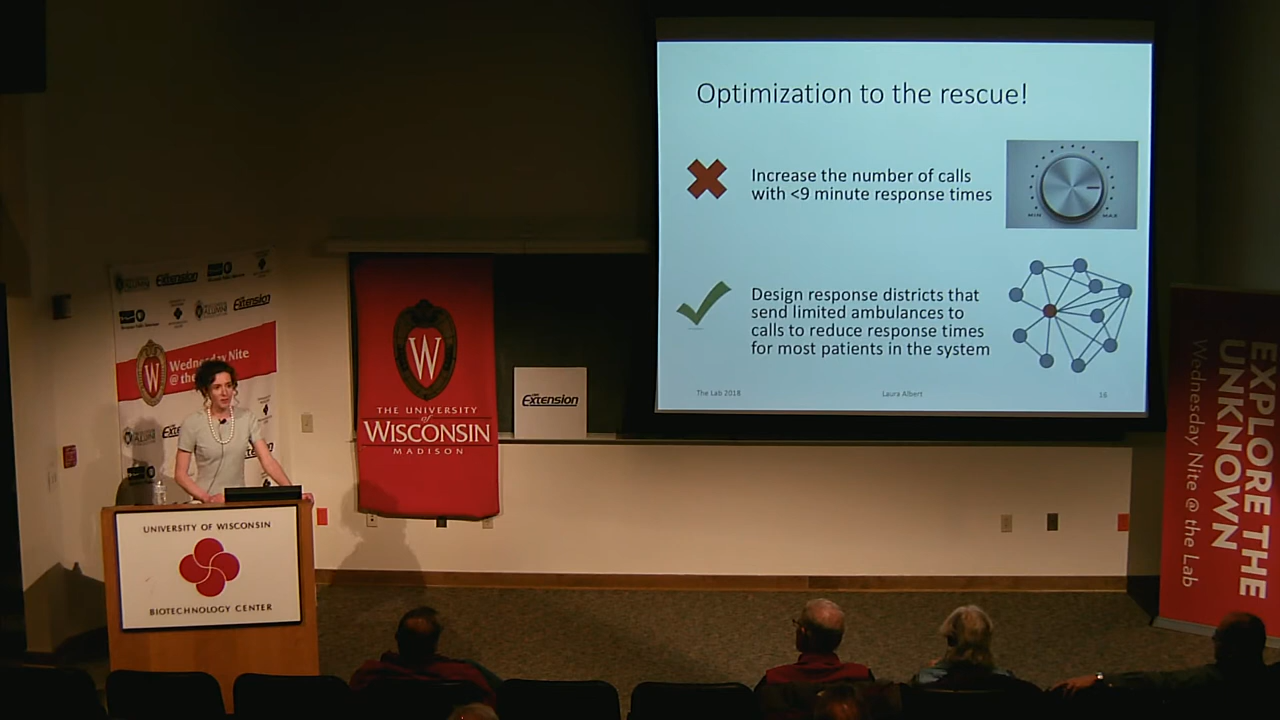 Optimization to the rescue!
Increase the number of calls
with <9 minute response times
MIN
MAX
Design response districts that
send limited ambulances to
calls to reduce response times
for most patients in the system
The Lab 2018
Laura Albert
16
Extension
Extension
Wednesday Nite
@ the
W
W
THE UNIVERSITY
of
WISCONSIN
MADISON
Extension
UNIVERSITY OF WISCONSIN
BIOTECHNOLOGY CENTER
EXPLORE THE
UNKNOWN
Wednesday Nite @ the Lab